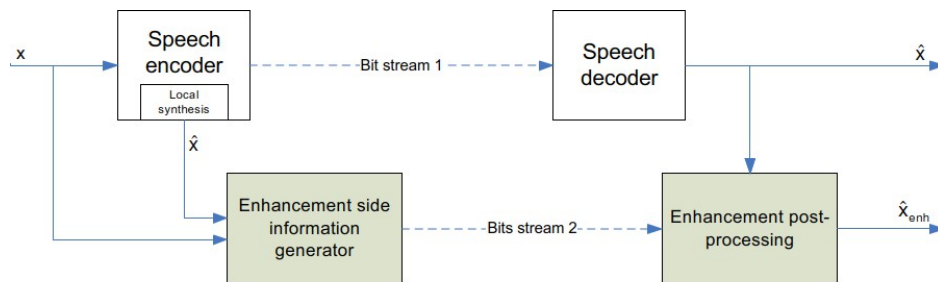 x
Speech
encoder
Local
synthesis
Bit stream 1
Speech
decoder
x̂
x̂
Enhancement side
information
generator
Bits stream 2
Enhancement post-
processing
x̂enh